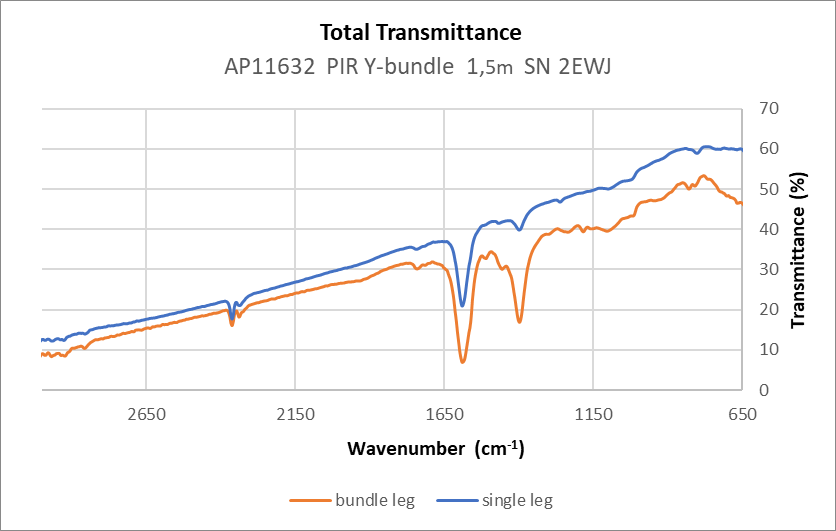 Total Transmittance
AP11632 PIR Y-bundle 1,5m SN 2EWJ
70
60
50
40
30
20
10
0
Transmittance (%)
2650 2150 1650 1150 650
Wavenumber (cm⁻¹)
bundle leg single leg